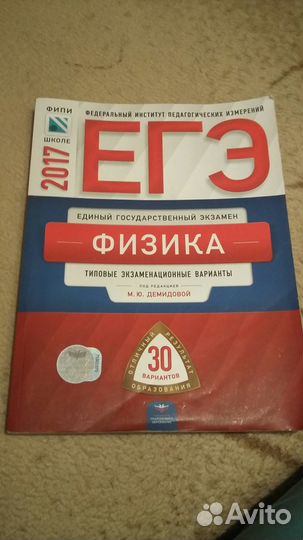 ФИПИ
ШКОЛЕ
ФЕДЕРАЛЬНЫЙ ИНСТИТУТ ПЕДАГОГИЧЕСКИХ ИЗМЕРЕНИЙ
2017
ЕГЭ
ЕДИНЫЙ ГОСУДАРСТВЕННЫЙ ЭКЗАМЕН
ФИЗИКА
ТИПОВЫЕ ЭКЗАМЕНАЦИОННЫЕ ВАРИАНТЫ
ПОД РЕДАКЦИЕЙ
М. Ю. ДЕМИДОВОЙ
ОТЛИЧНЫЙ РЕЗУЛЬТАТ ОБРАЗОВАНИЯ
30
ВАРИАНТОВ
Avito